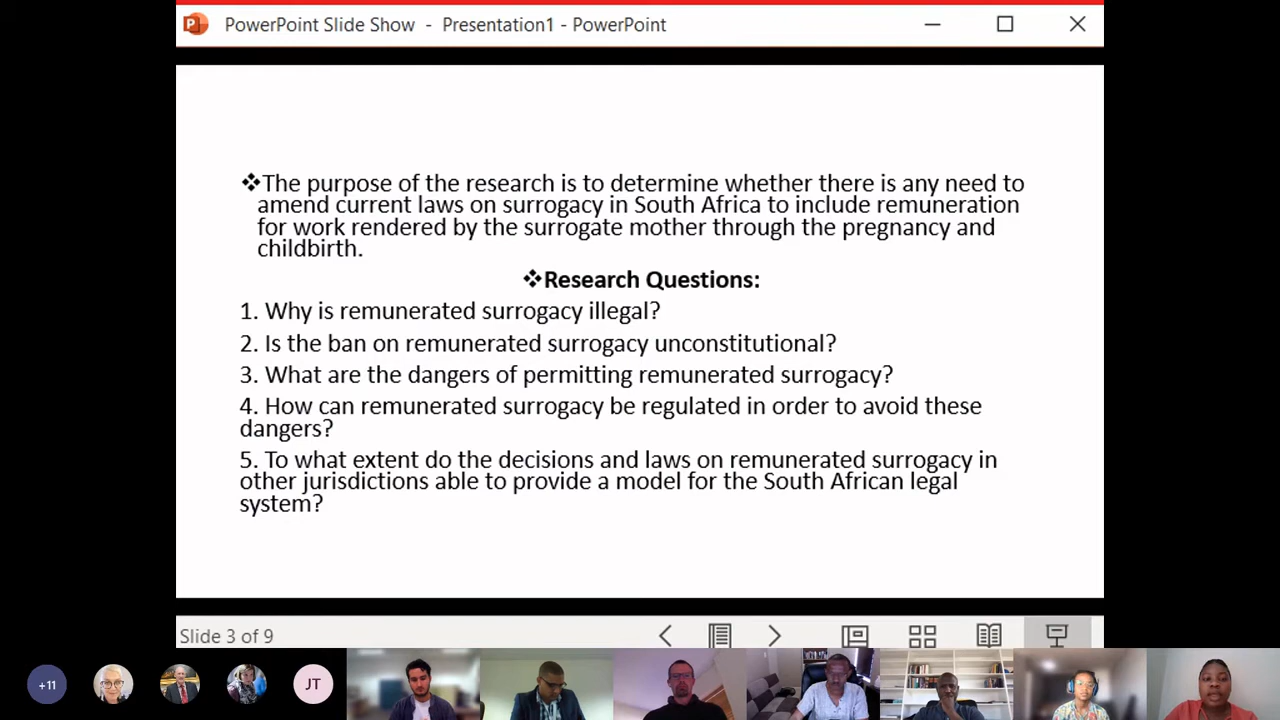 PowerPoint Slide Show - Presentation1 - PowerPoint
❖The purpose of the research is to determine whether there is any need to
amend current laws on surrogacy in South Africa to include remuneration
for work rendered by the surrogate mother through the pregnancy and
childbirth.
❖Research Questions:
1. Why is remunerated surrogacy illegal?
2. Is the ban on remunerated surrogacy unconstitutional?
3. What are the dangers of permitting remunerated surrogacy?
4. How can remunerated surrogacy be regulated in order to avoid these
dangers?
5. To what extent do the decisions and laws on remunerated surrogacy in
other jurisdictions able to provide a model for the South African legal
system?
Slide 3 of 9
+11
JT